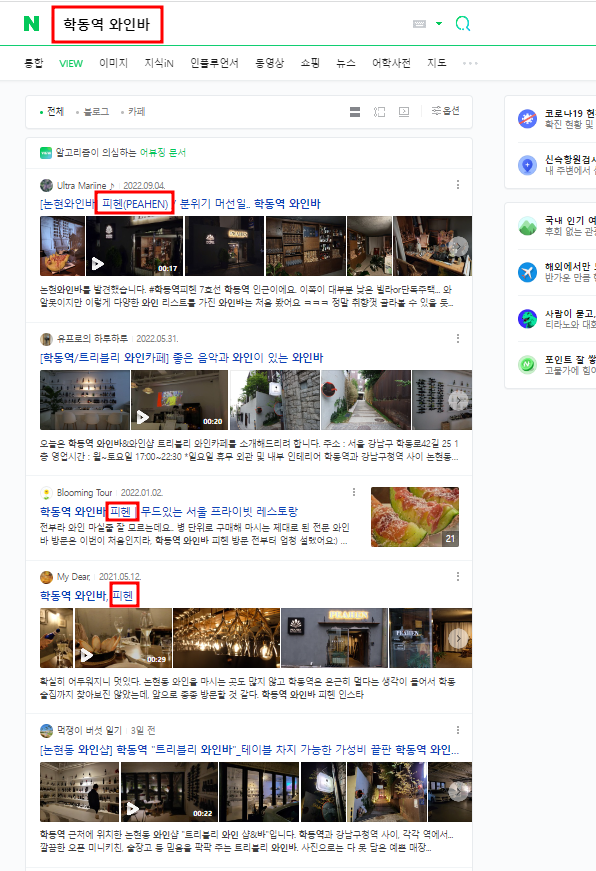 N 학동역 와인바
통합 VIEW 이미지 지식iN 인플루언서 동영상 쇼핑 뉴스 어학사전 지도
전체 블로그 카페 옵션
알고리즘이 의심하는 어뷰징 문서
Ultra Mariine ♪ 2022.09.04.
[논현와인바 피헨(PEAHEN) / 분위기 머선일.. 학동역 와인바
00:17
논현와인바를 발견했습니다. #학동역피헨 7호선 학동역 인근이에요. 이쪽이 대부분 낮은 빌라or단독주택... 와
알못이지만 이렇게 다양한 와인 리스트를 가진 와인바는 처음 봤어요 ㅋㅋㅋ 정말 취향껏 골라볼 수 있을 듯...
유프로의 하루하루 2022.05.31.
[학동역/트리블리 와인카페] 좋은 음악과 와인이 있는 와인바
00:20
오늘은 학동역 와인바&와인샵 트리블리 와인카페를 소개해드리려 합니다. 주소 : 서울 강남구 학동로42길 25 1
층 영업시간 : 월~토요일 17:00~22:30 *일요일 휴무 외관 및 내부 인테리어 학동역과 강남구청역 사이 논현동...
Blooming Tour 2022.01.02.
학동역 와인바 피헨 | 무드있는 서울 프라이빗 레스토랑
전부라 와인 마실줄 잘 모르는데요.. 병 단위로 구매해 마시는 제대로 된 전문 와인
바 방문은 이번이 처음인지라, 학동역 와인바 피헨 방문 전부터 엄청 설렜어요:) ...
21
My Dear, 2021.05.12.
학동역 와인바, 피헨
00:29
PEAHEN
PEAHEN
확실히 어두워지니 멋있다. 논현동 와인을 마시는 곳도 많지 않고 학동역은 은근히 멀다는 생각이 들어서 학동
술집까지 찾아보진 않았는데, 앞으로 종종 방문할 것 같다. 학동역 와인바 피헨 인스타
먹쟁이 버섯 일기 3일 전
[논현동 와인샵] 학동역 "트리블리 와인바"_테이블 차지 가능한 가성비 끝판 학동역 와인...
00:22
학동역 근처에 위치한 논현동 와인샵 "트리블리 와인 샵&바"입니다. 학동역과 강남구청역 사이, 각각 역에서...
깔끔한 오픈 미니키친, 술장고 등 믿음을 팍팍 주는 트리블리 와인바. 사진으로는 다 못 담은 예쁜 매장...
코로나19 현
확진 현황 및
신속항원검사
내 주변에서
국내 인기 여
후회 없는 관
해외에서만
반가운 만큼
사람이 묻고,
티라노와 대화
포인트 잘 쌓
고물가에 힘이